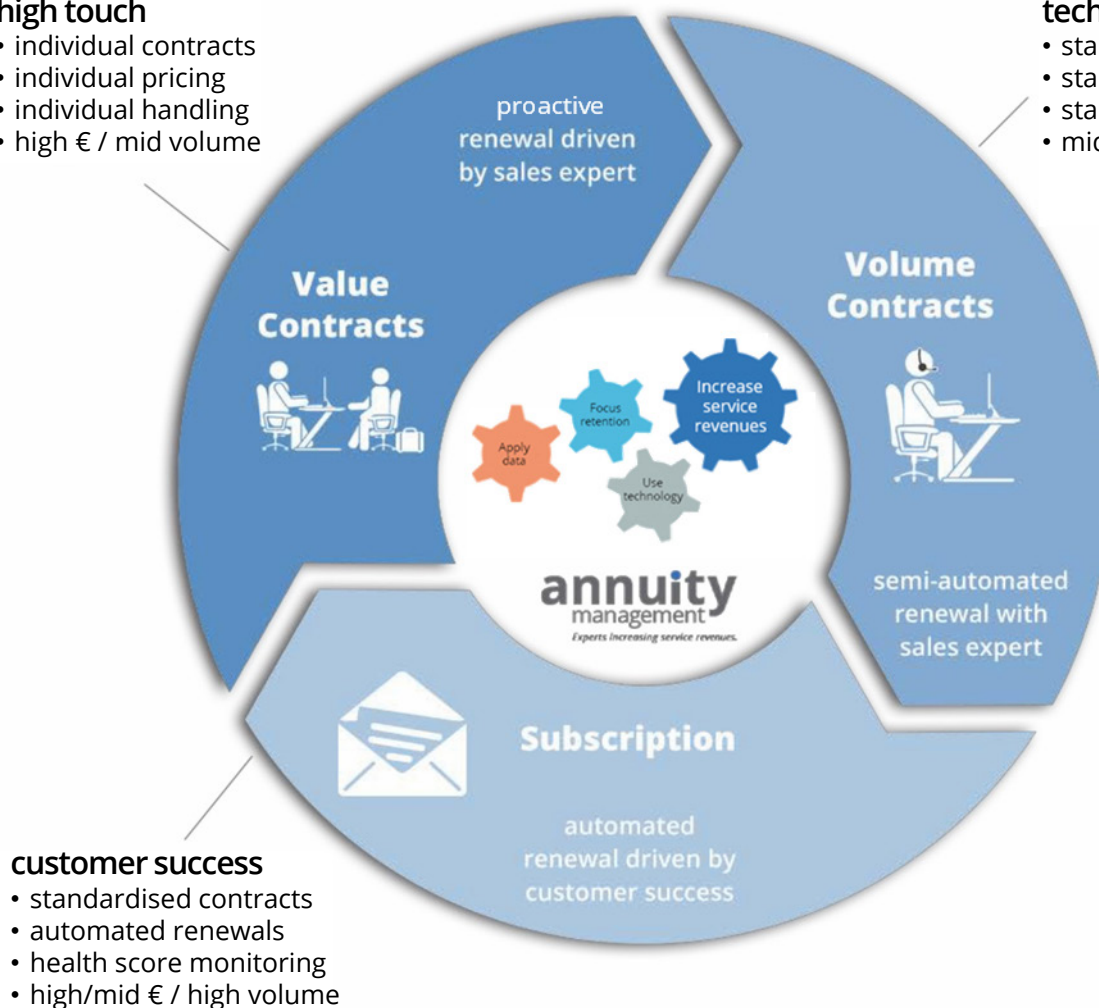 high touch
• individual contracts
• individual pricing
• individual handling
• high € / mid volume
tech
• sta
• sta
• sta
• mid
proactive
renewal driven
by sales expert
Value
Contracts
Volume
Contracts
semi-automated
renewal with
sales expert
Apply
data
Focus
retention
Use
technology
Increase
service
revenues
annuity
management
Experts increasing service revenues.
Subscription
automated
renewal driven by
customer success
customer success
• standardised contracts
• automated renewals
• health score monitoring
• high/mid € / high volume